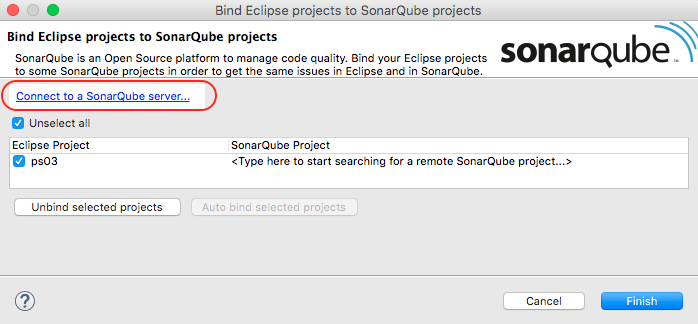 Bind Eclipse projects to SonarQube projects
Bind Eclipse projects to SonarQube projects
SonarQube is an Open Source platform to manage code quality. Bind your Eclipse projects
to some SonarQube projects in order to get the same issues in Eclipse and in SonarQube.
sonarqube™
Connect to a SonarQube server...
Unselect all
Eclipse Project SonarQube Project
ps03 <Type here to start searching for a remote SonarQube project...>
Unbind selected projects Auto bind selected projects
? Cancel Finish